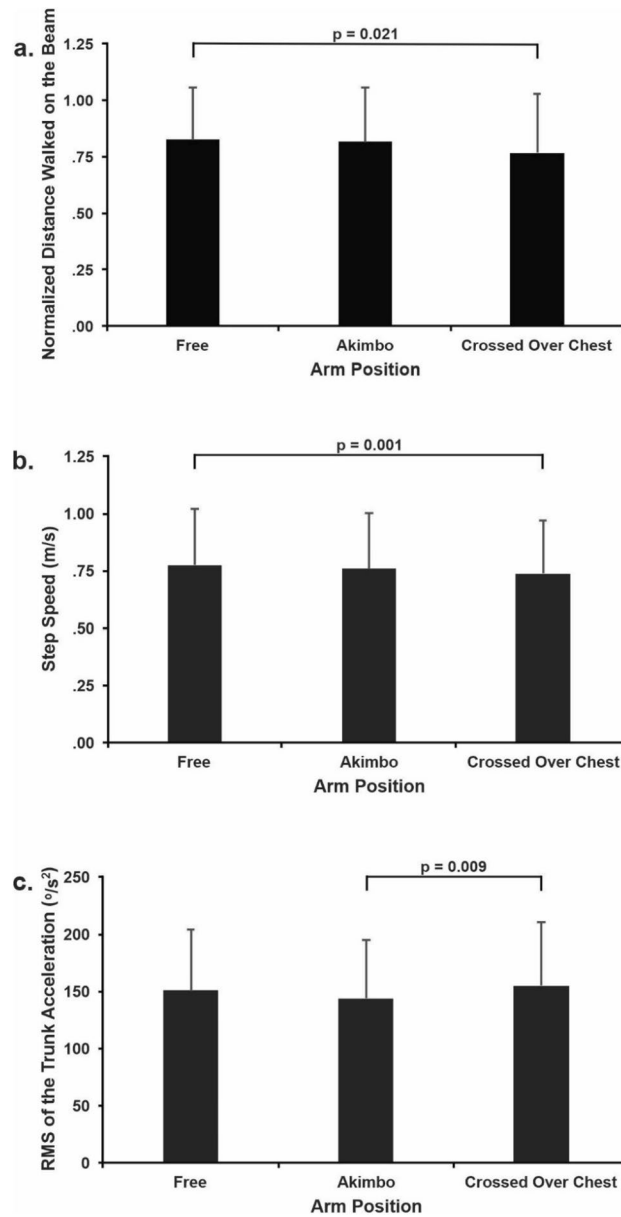 a.
p = 0.021
Normalized Distance Walked on the Beam
1.25
1.00
0.75
.50
.25
.00
Free Akimbo Crossed Over Chest
Arm Position
b.
p = 0.001
Step Speed (m/s)
1.25
1.00
.75
.50
.25
.00
Free Akimbo Crossed Over Chest
Arm Position
c.
p = 0.009
RMS of the Trunk Acceleration (º/s²)
250
200
150
100
50
0
Free Akimbo Crossed Over Chest
Arm Position